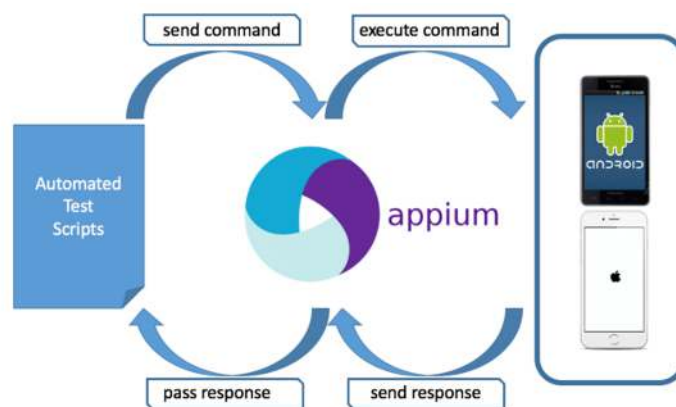 send command
execute command
Automated
Test
Scripts
appium
ANDROID
pass response
send response